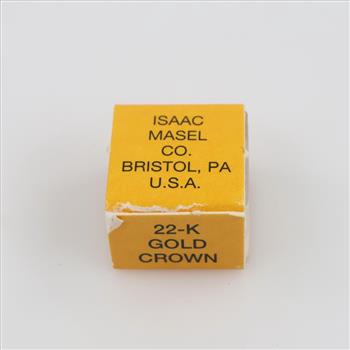 ISAAC
MASEL
CO.
BRISTOL, PA
U.S.A.
22-K
GOLD
CROWN